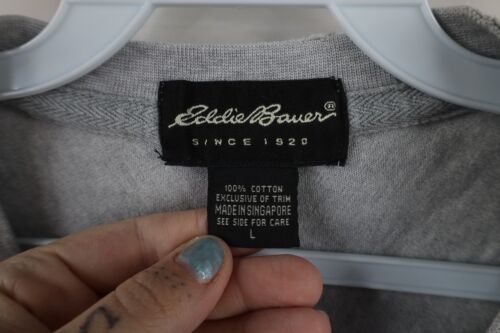 Eddie Bauer®
SINCE 1920
100% COTTON
EXCLUSIVE OF TRIM
MADE IN SINGAPORE
SEE SIDE FOR CARE
L